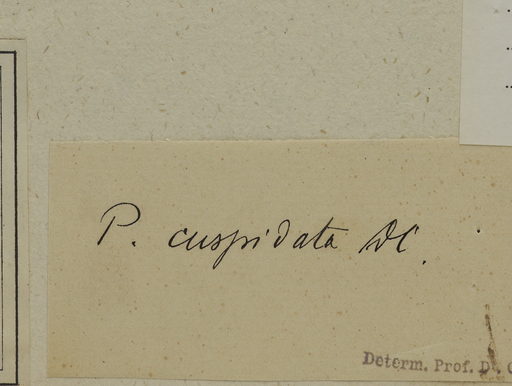 P. cuspidata DC.
Determ. Prof. D